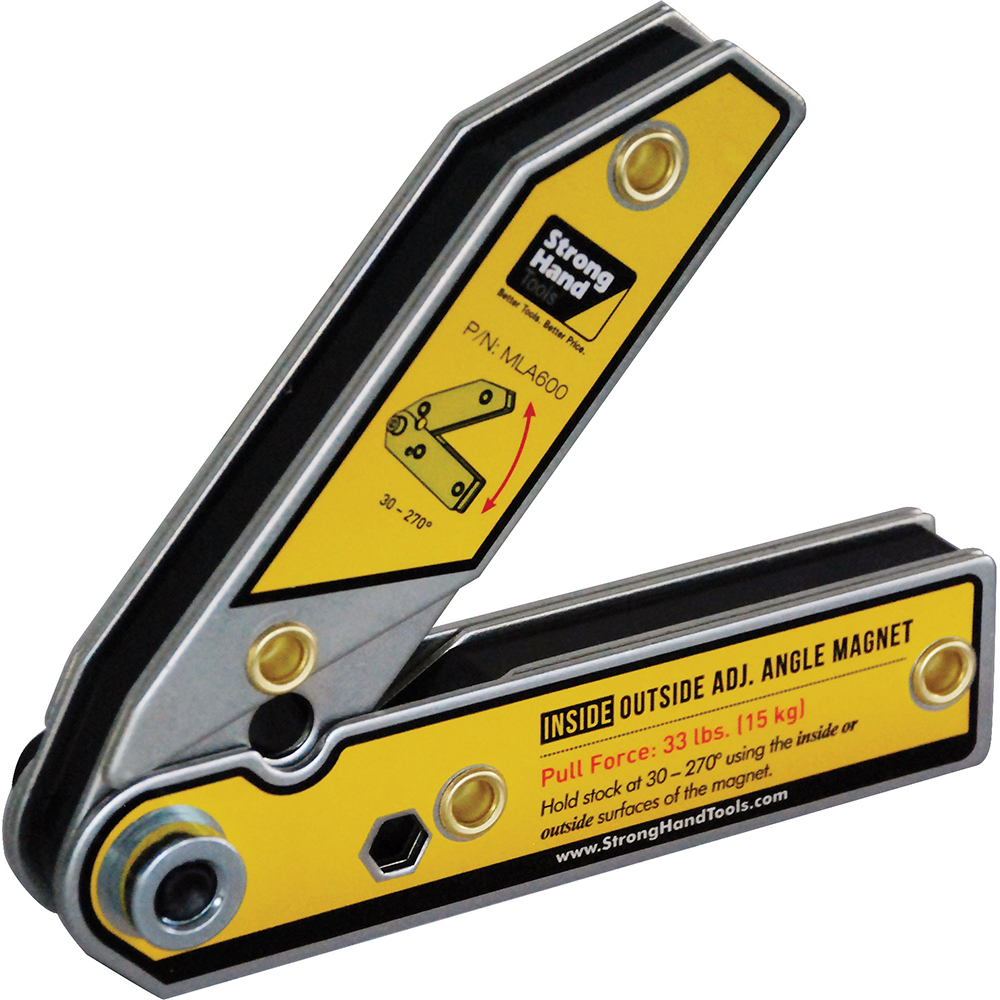 Strong
Hand
Tools
Better Tools. Better Price.
P/N: MLA600
30 – 270°
INSIDE OUTSIDE ADJ. ANGLE MAGNET
Pull Force: 33 lbs. (15 kg)
Hold stock at 30 – 270° using the inside or
outside surfaces of the magnet.
www.StrongHandTools.com